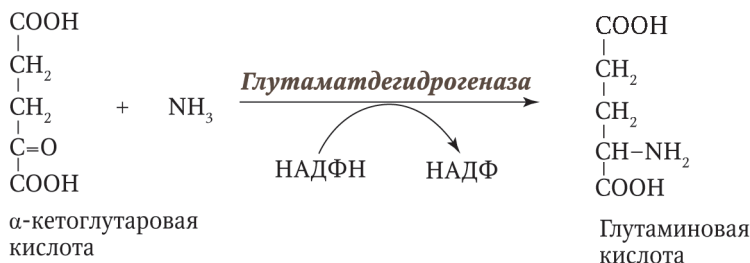 COOH
CH2
CH2
C=O
COOH
α-кетоглутаровая
кислота
+
NH3
Глутаматдегидрогеназа
НАДФН
НАДФ
COOH
CH2
CH2
CH–NH2
COOH
Глутаминовая
кислота